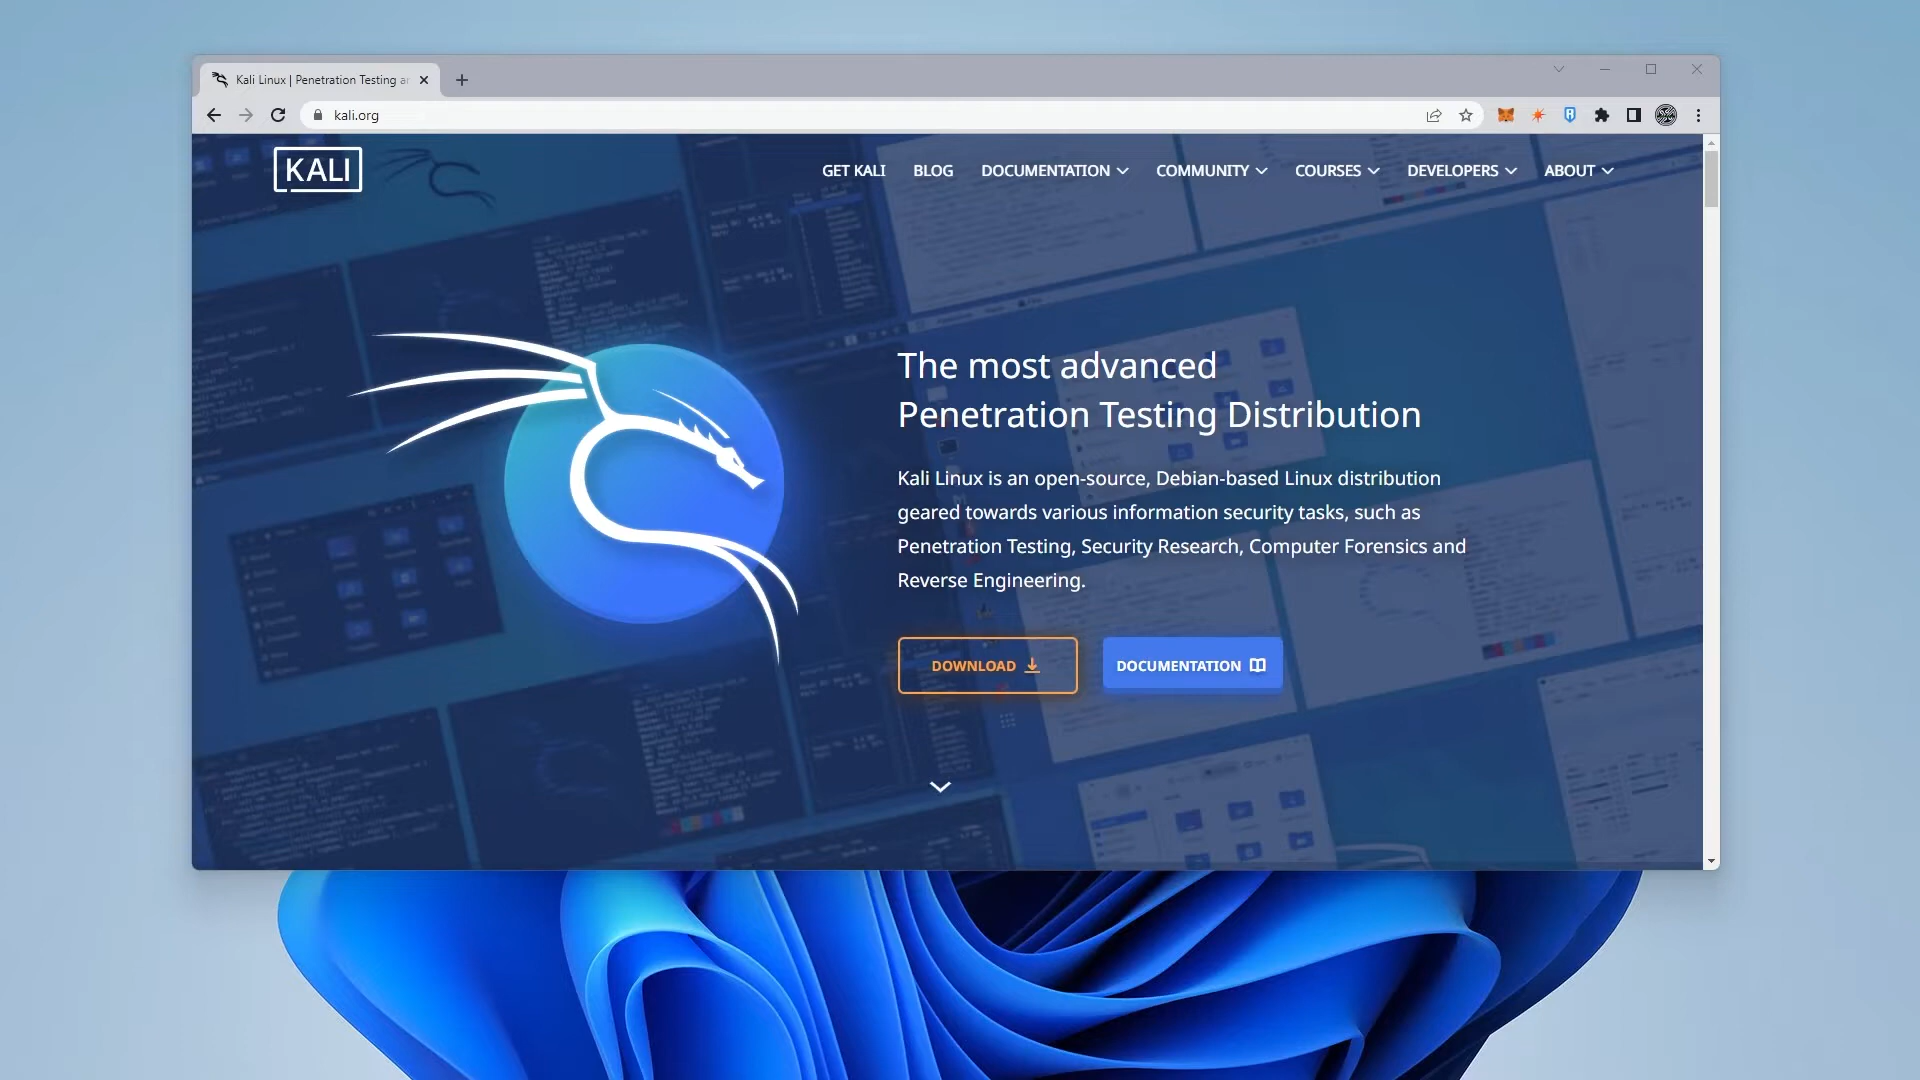 Kali Linux | Penetration Testing ar
kali.org
KALI
GET KALI
BLOG
DOCUMENTATION
COMMUNITY
COURSES
DEVELOPERS
ABOUT
The most advanced
Penetration Testing Distribution
Kali Linux is an open-source, Debian-based Linux distribution
geared towards various information security tasks, such as
Penetration Testing, Security Research, Computer Forensics and
Reverse Engineering.
DOWNLOAD
DOCUMENTATION